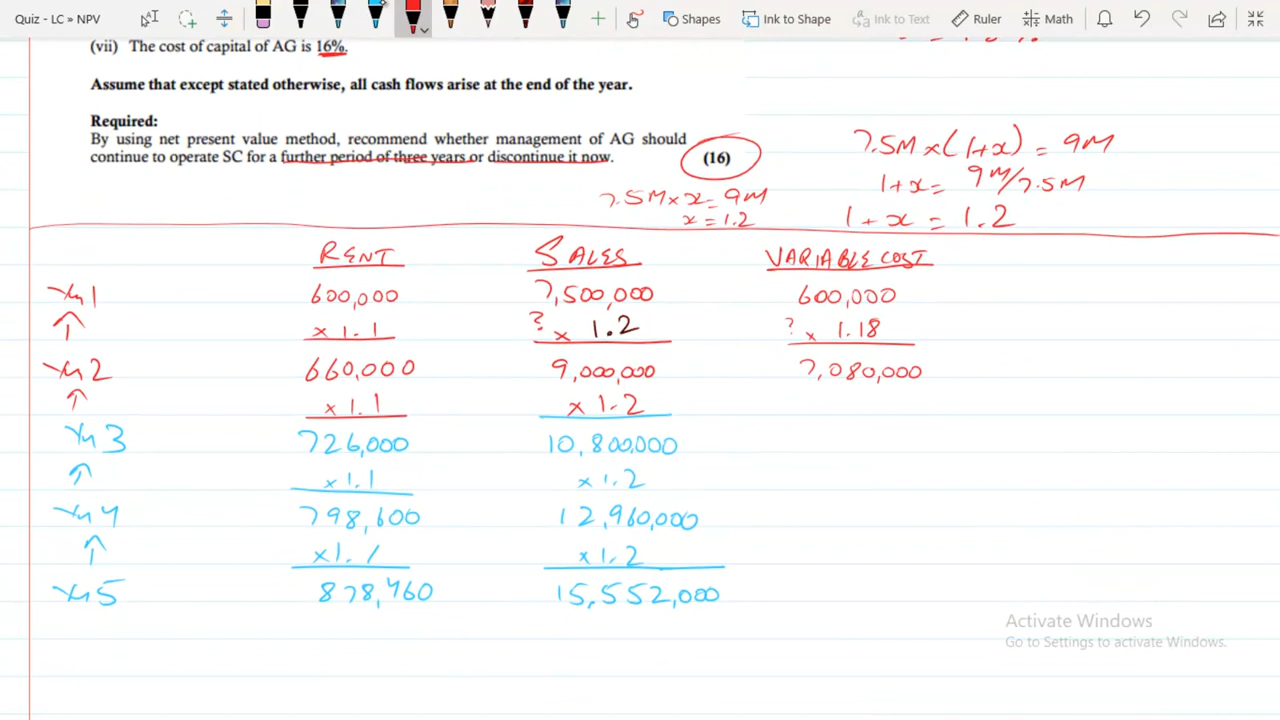 Quiz - LC > NPV
Shapes
Ink to Shape
Ink to Text
Ruler
Math
(vii) The cost of capital of AG is 16%.
Assume that except stated otherwise, all cash flows arise at the end of the year.
Required:
By using net present value method, recommend whether management of AG should
continue to operate SC for a further period of three years or discontinue it now.
(16)
7.5M x x = 9M
x = 1.2
7.5M x (1+x) = 9M
1+x = 9M/7.5M
1 + x = 1.2
RENT SALES VARIABLE COST
Yr 1 600,000 7,500,000 600,000
x 1.1 ? x 1.2 ? x 1.18
Yr 2 660,000 9,000,000 7,080,000
x 1.1 x 1.2
Yr 3 726,000 10,800,000
x 1.1 x 1.2
Yr 4 798,600 12,960,000
x 1.1 x 1.2
Yr 5 878,460 15,552,000
Activate Windows
Go to Settings to activate Windows.